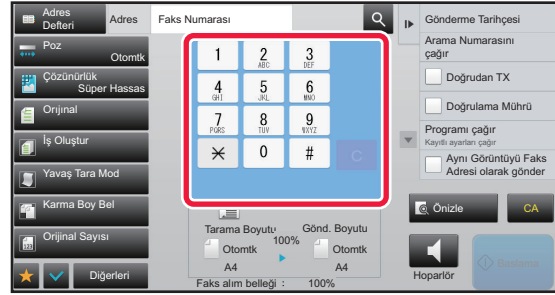 Adres
Defteri
Adres
Faks Numarası
Poz
Otomtk
Çözünürlük
Süper Hassas
Orijinal
İş Oluştur
Yavaş Tara Mod
Karma Boy Bel
Orijinal Sayısı
Diğerleri
1
2
ABC
3
DEF
4
GHI
5
JKL
6
MNO
7
PQRS
8
TUV
9
WXYZ
0
#
C
Tarama Boyutu
Gönd. Boyutu
100%
Otomtk
Otomtk
A4
A4
Faks alım belleği : 100%
Gönderme Tarihçesi
Arama Numarasını
çağır
Doğrudan TX
Doğrulama Mührü
Programı çağır
Kayıtlı ayarları çağır
Aynı Görüntüyü Faks
Adresi olarak gönder
Önizle
CA
Hoparlör
Başlatma